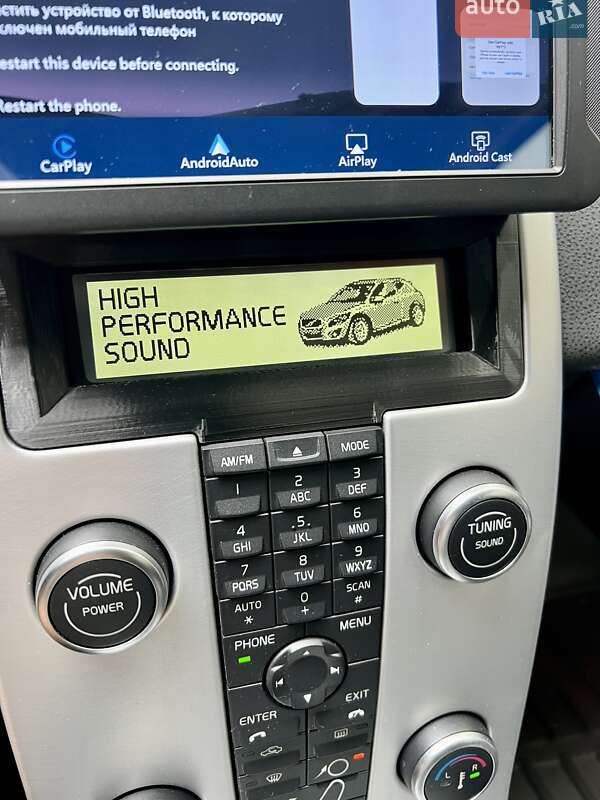 auto RIA
стить устройство от Bluetooth, к которому
ключен мобильный телефон
Restart this device before connecting.
Restart the phone.
CarPlay AndroidAuto AirPlay Android Cast
HIGH
PERFORMANCE
SOUND
AM/FM MODE
1 2 ABC 3 DEF
4 GHI 5 JKL 6 MNO
7 PQRS 8 TUV 9 WXYZ
AUTO * 0 + SCAN #
PHONE MENU
ENTER EXIT
VOLUME
POWER
TUNING
SOUND
L R